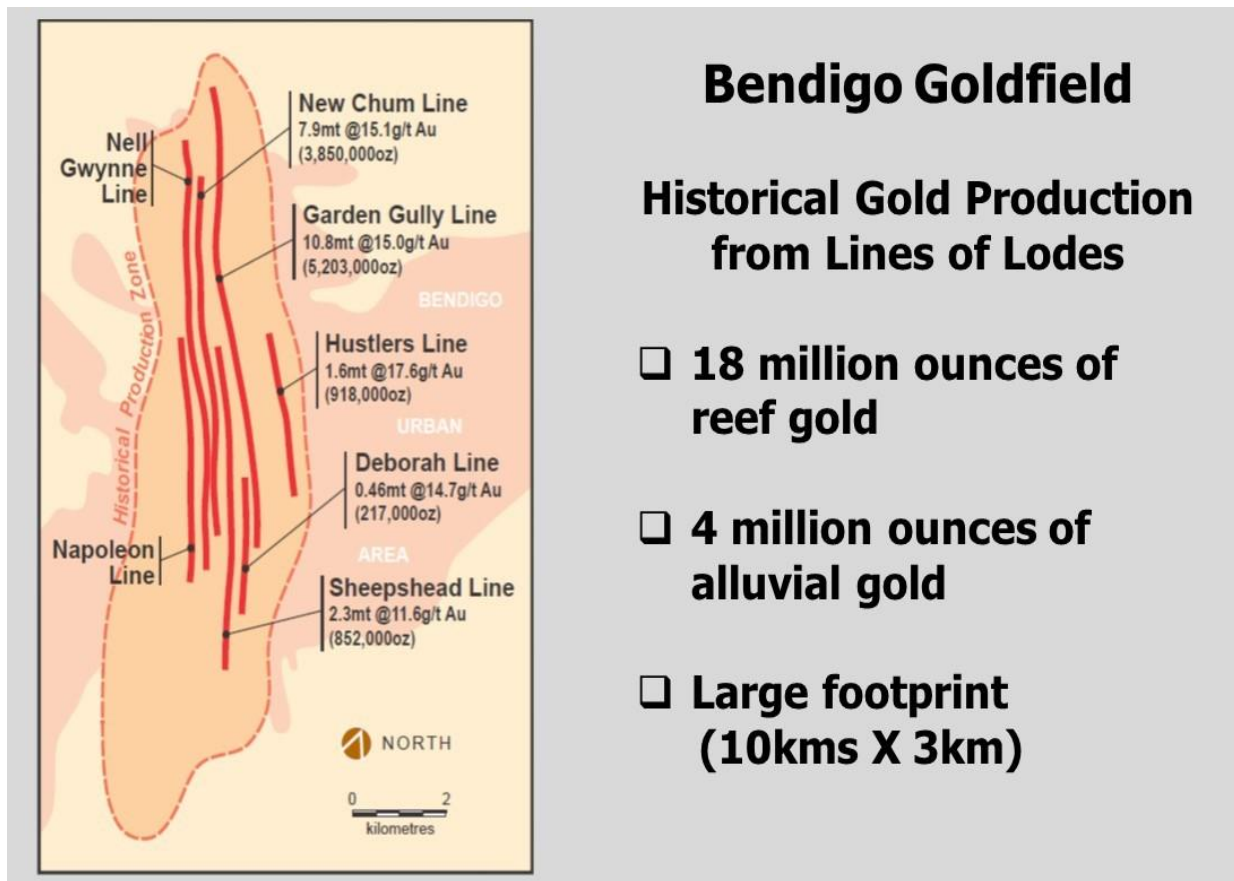 New Chum Line
7.9mt @15.1g/t Au
(3,850,000oz)
Nell
Gwynne
Line
Garden Gully Line
10.8mt @15.0g/t Au
(5,203,000oz)
Historical Production Zone
BENDIGO
Hustlers Line
1.6mt @17.6g/t Au
(918,000oz)
URBAN
Deborah Line
0.46mt @14.7g/t Au
(217,000oz)
Napoleon
Line
AREA
Sheepshead Line
2.3mt @11.6g/t Au
(852,000oz)
NORTH
0 2
kilometres
Bendigo Goldfield
Historical Gold Production
from Lines of Lodes
❑ 18 million ounces of
reef gold
❑ 4 million ounces of
alluvial gold
❑ Large footprint
(10kms X 3km)